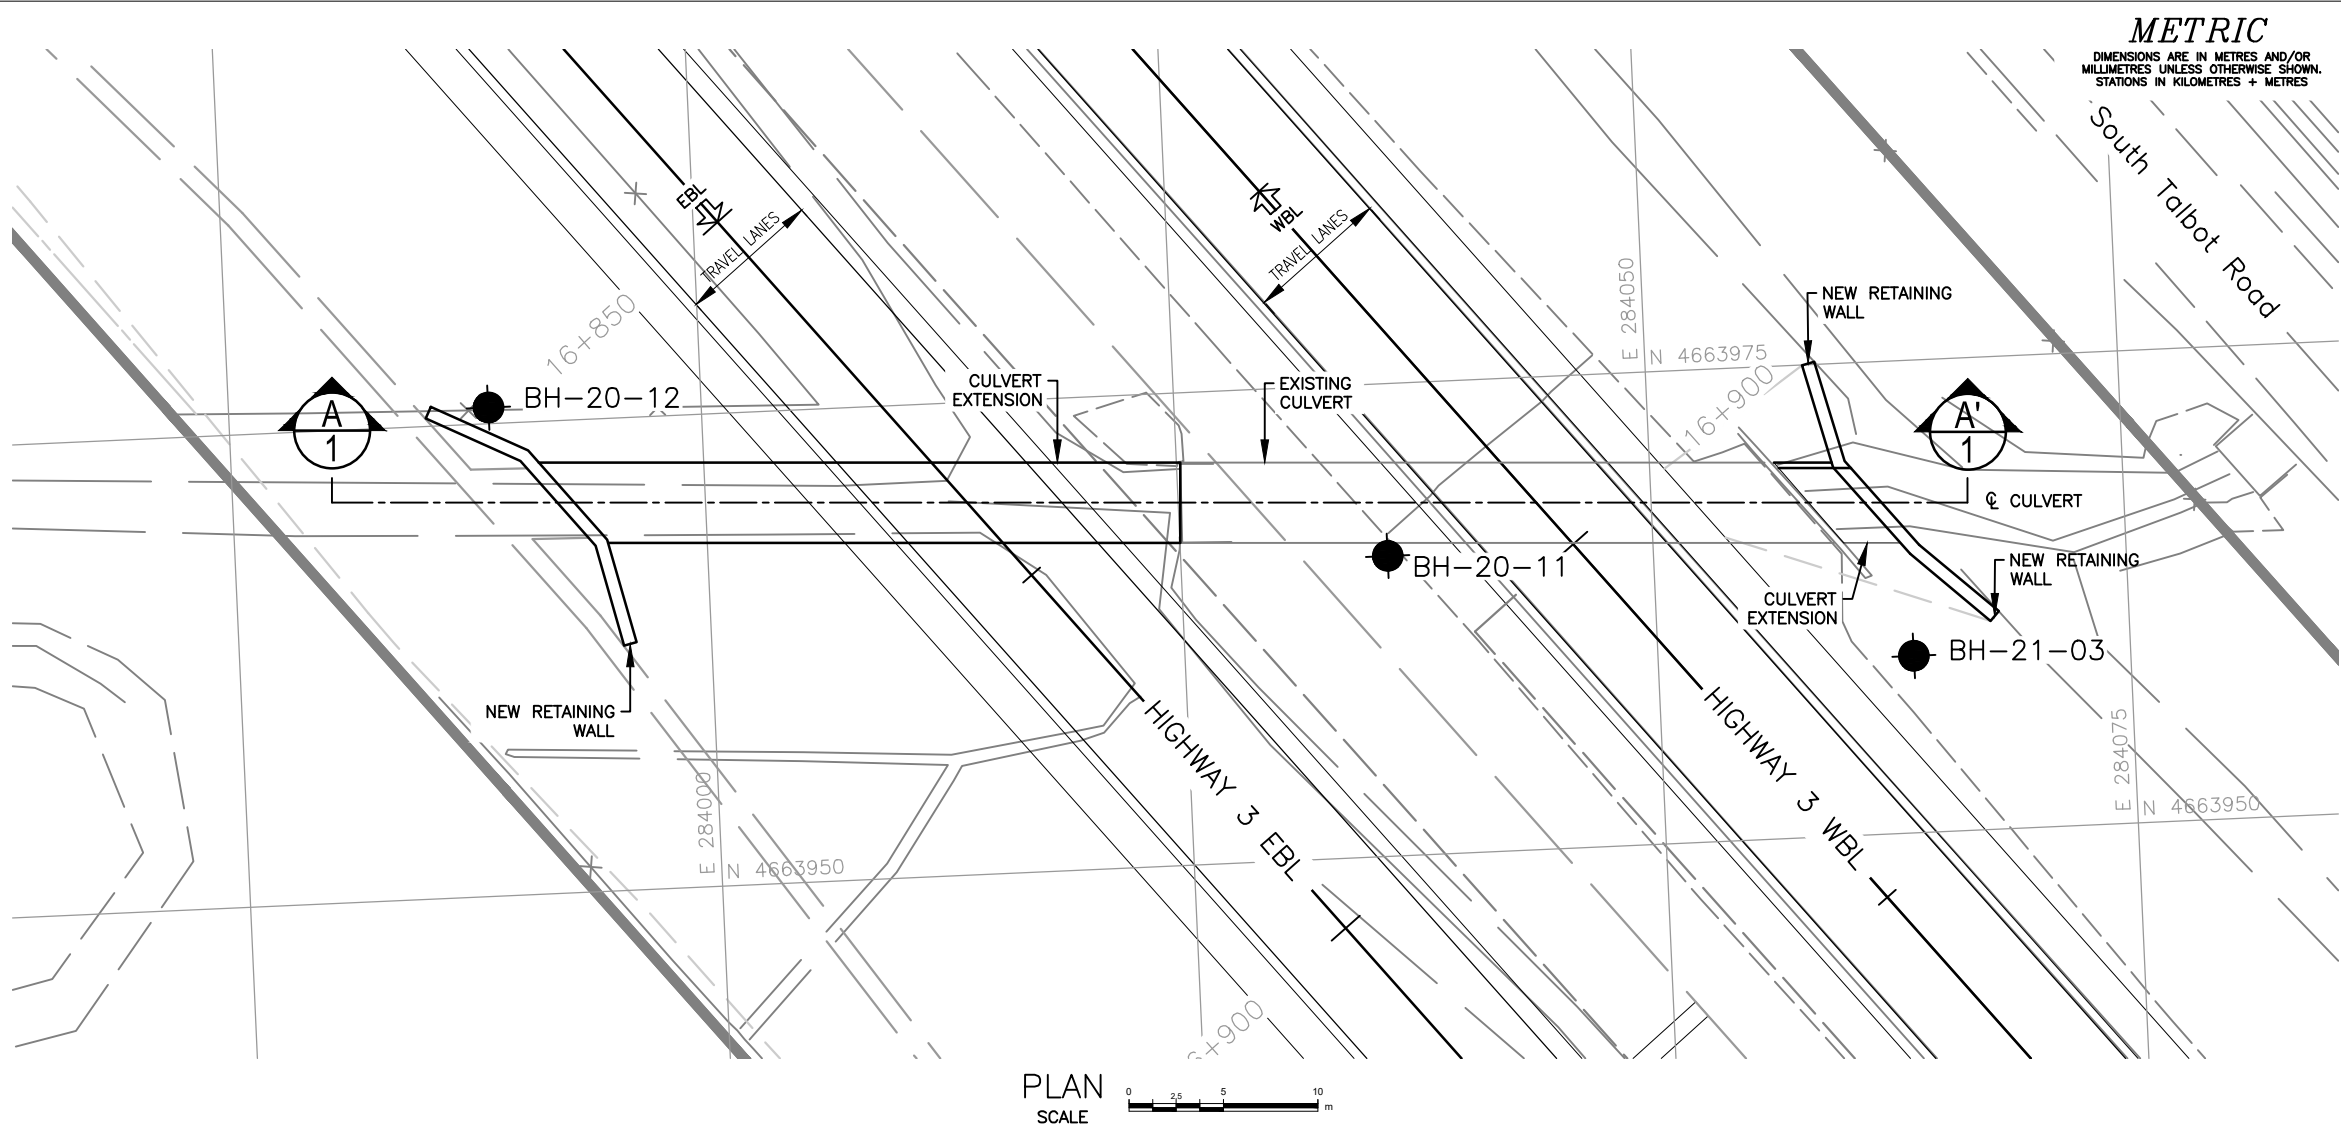 METRIC
DIMENSIONS ARE IN METRES AND/OR
MILLIMETRES UNLESS OTHERWISE SHOWN.
STATIONS IN KILOMETRES + METRES
South Talbot Road
EBL
TRAVEL LANES
WBL
TRAVEL LANES
16+850
E 284050
N 4663975
NEW RETAINING
WALL
16+900
A
1
BH-20-12
CULVERT
EXTENSION
EXISTING
CULVERT
A'
1
℄ CULVERT
BH-20-11
NEW RETAINING
WALL
CULVERT
EXTENSION
BH-21-03
NEW RETAINING
WALL
HIGHWAY 3 EBL
HIGHWAY 3 WBL
E 284000
N 4663950
E 284075
N 4663950
6+900
PLAN
SCALE
0 2.5 5 10
m